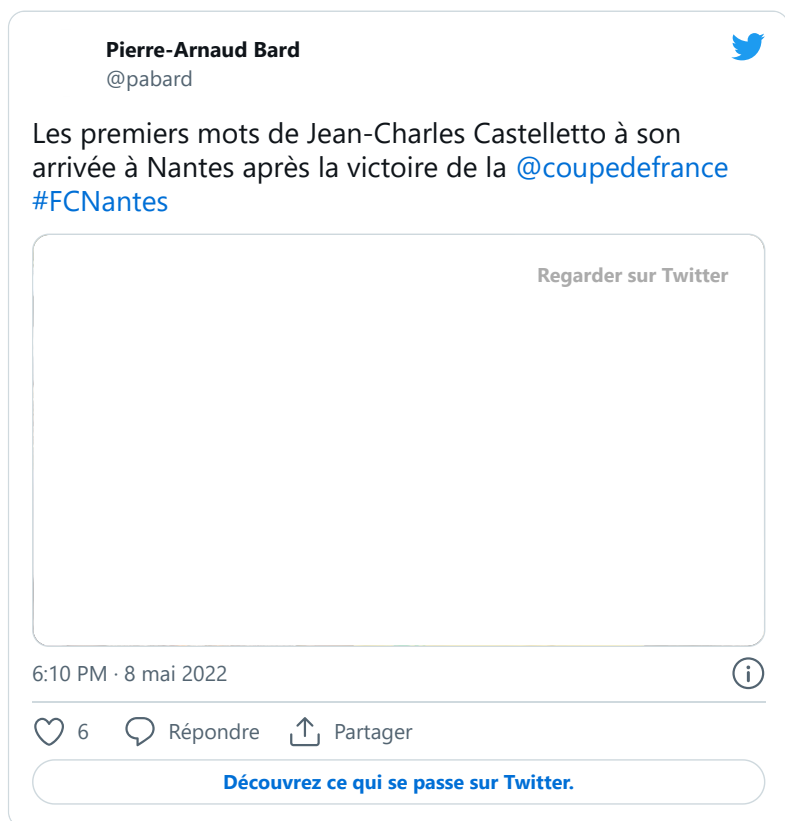 Pierre-Arnaud Bard
@pabard
Les premiers mots de Jean-Charles Castelletto à son
arrivée à Nantes après la victoire de la @coupedefrance
#FCNantes
Regarder sur Twitter
6:10 PM · 8 mai 2022
6 Répondre Partager
Découvrez ce qui se passe sur Twitter.